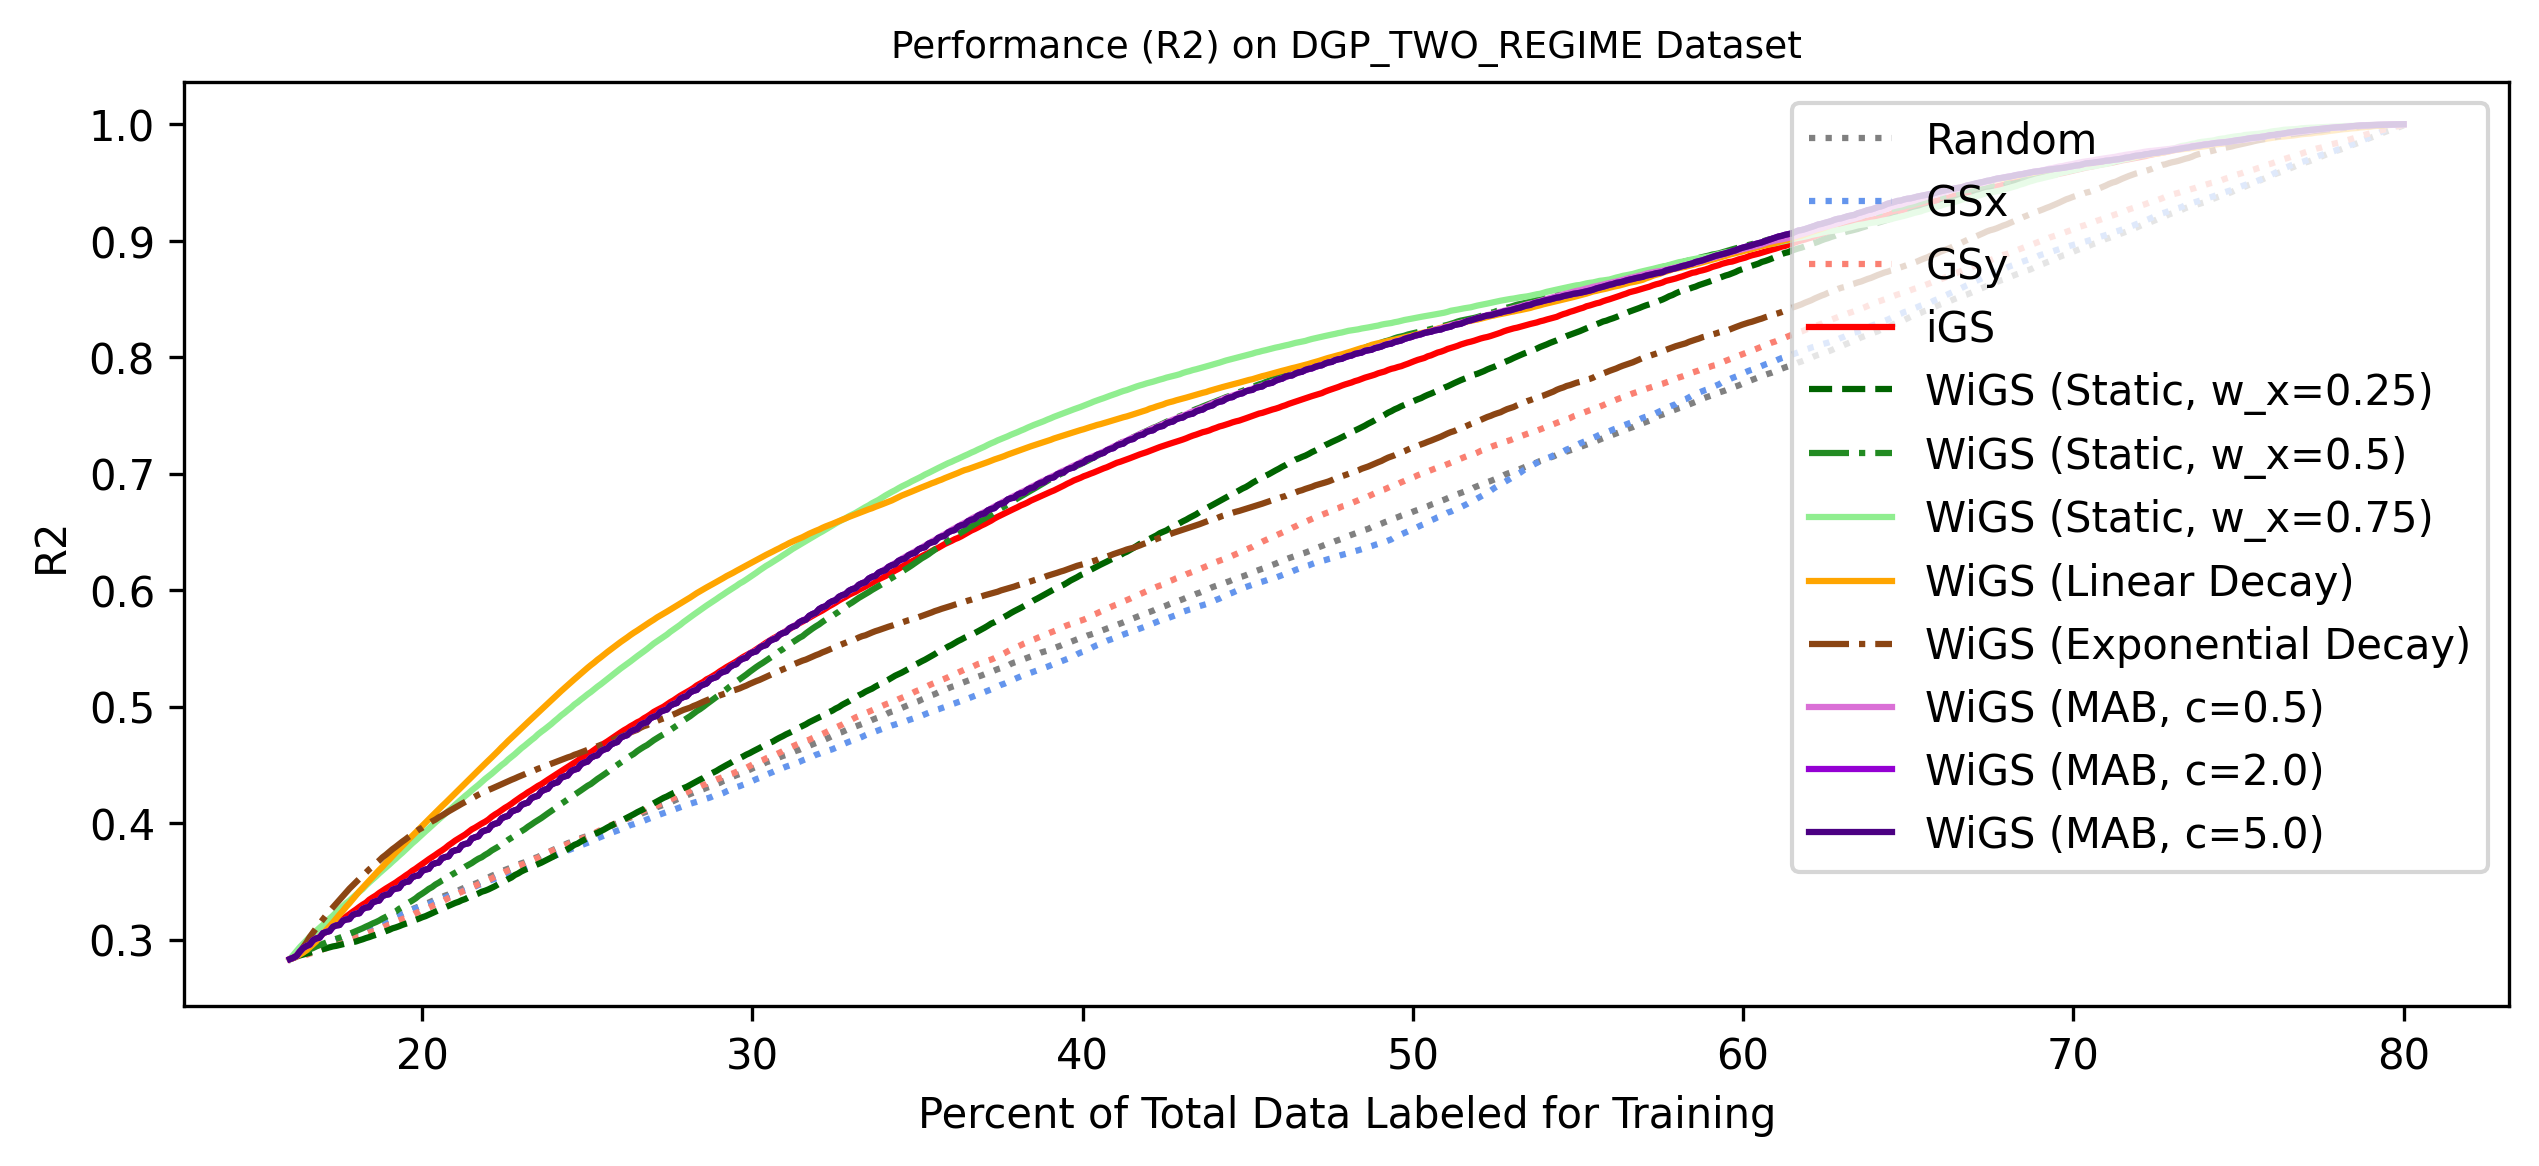 Performance (R2) on DGP_TWO_REGIME Dataset
1.0
0.9
0.8
0.7
0.6
0.5
0.4
0.3
R2
20 30 40 50 60 70 80
Percent of Total Data Labeled for Training
Random
GSx
GSy
iGS
WiGS (Static, w_x=0.25)
WiGS (Static, w_x=0.5)
WiGS (Static, w_x=0.75)
WiGS (Linear Decay)
WiGS (Exponential Decay)
WiGS (MAB, c=0.5)
WiGS (MAB, c=2.0)
WiGS (MAB, c=5.0)